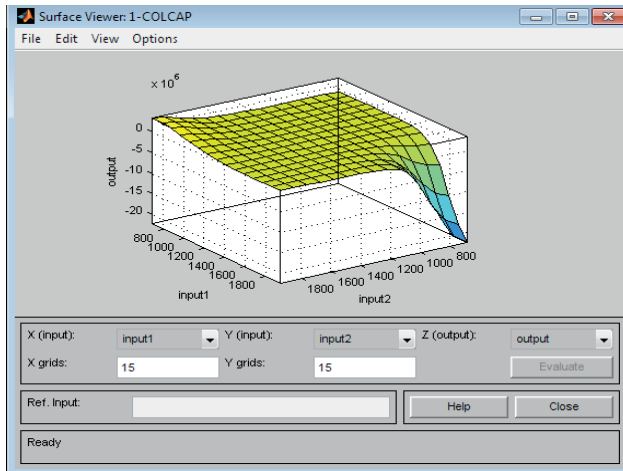 Surface Viewer: 1-COLCAP
File Edit View Options
x 10^6
0
-5
-10
-15
-20
output
800
1000
1200
1400
1600
1800
input1
1800
1600
1400
1200
1000
800
input2
X (input): input1 Y (input): input2 Z (output): output
X grids: 15 Y grids: 15 Evaluate
Ref. Input: Help Close
Ready